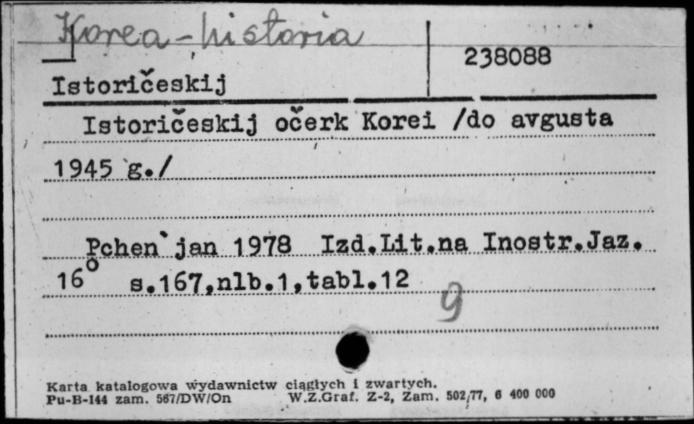 Korea - historia
238088
Istoričeskij
Istoričeskij očerk Korei /do avgusta
1945 g./
Pchen`jan 1978 Izd.Lit.na Inostr.Jaz.
16° s.167,nlb.1,tabl.12
9
Karta katalogowa wydawnictw ciągłych i zwartych.
Pu-B-144 zam. 567/DW/On W.Z.Graf. Z-2, Zam. 502/77, 6 400 000